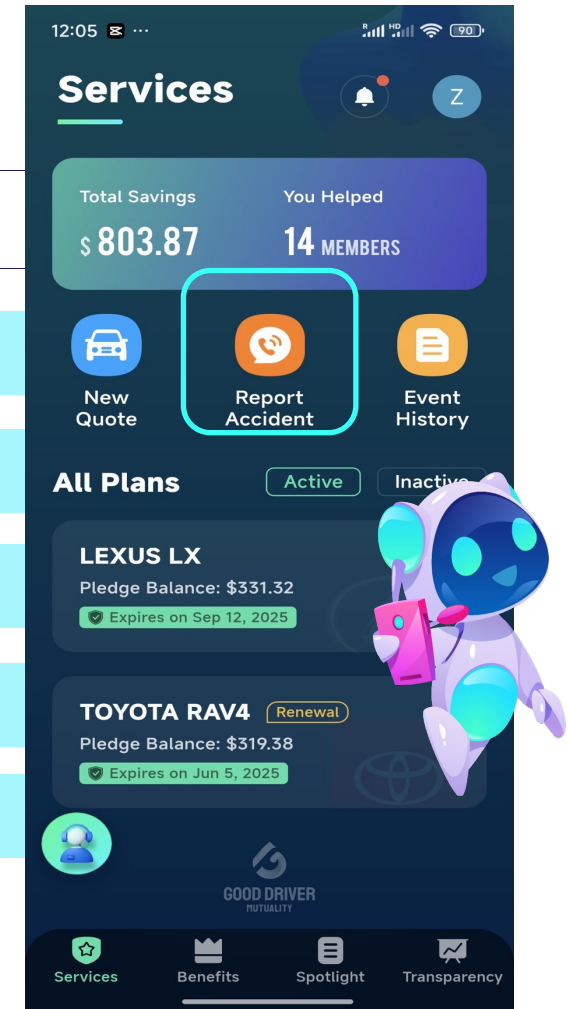 12:05
R HD 90
Services
Z
Total Savings You Helped
$ 803.87 14 MEMBERS
New Quote
Report Accident
Event History
All Plans Active Inactive
LEXUS LX
Pledge Balance: $331.32
Expires on Sep 12, 2025
TOYOTA RAV4 Renewal
Pledge Balance: $319.38
Expires on Jun 5, 2025
GOOD DRIVER
MUTUALITY
Services Benefits Spotlight Transparency